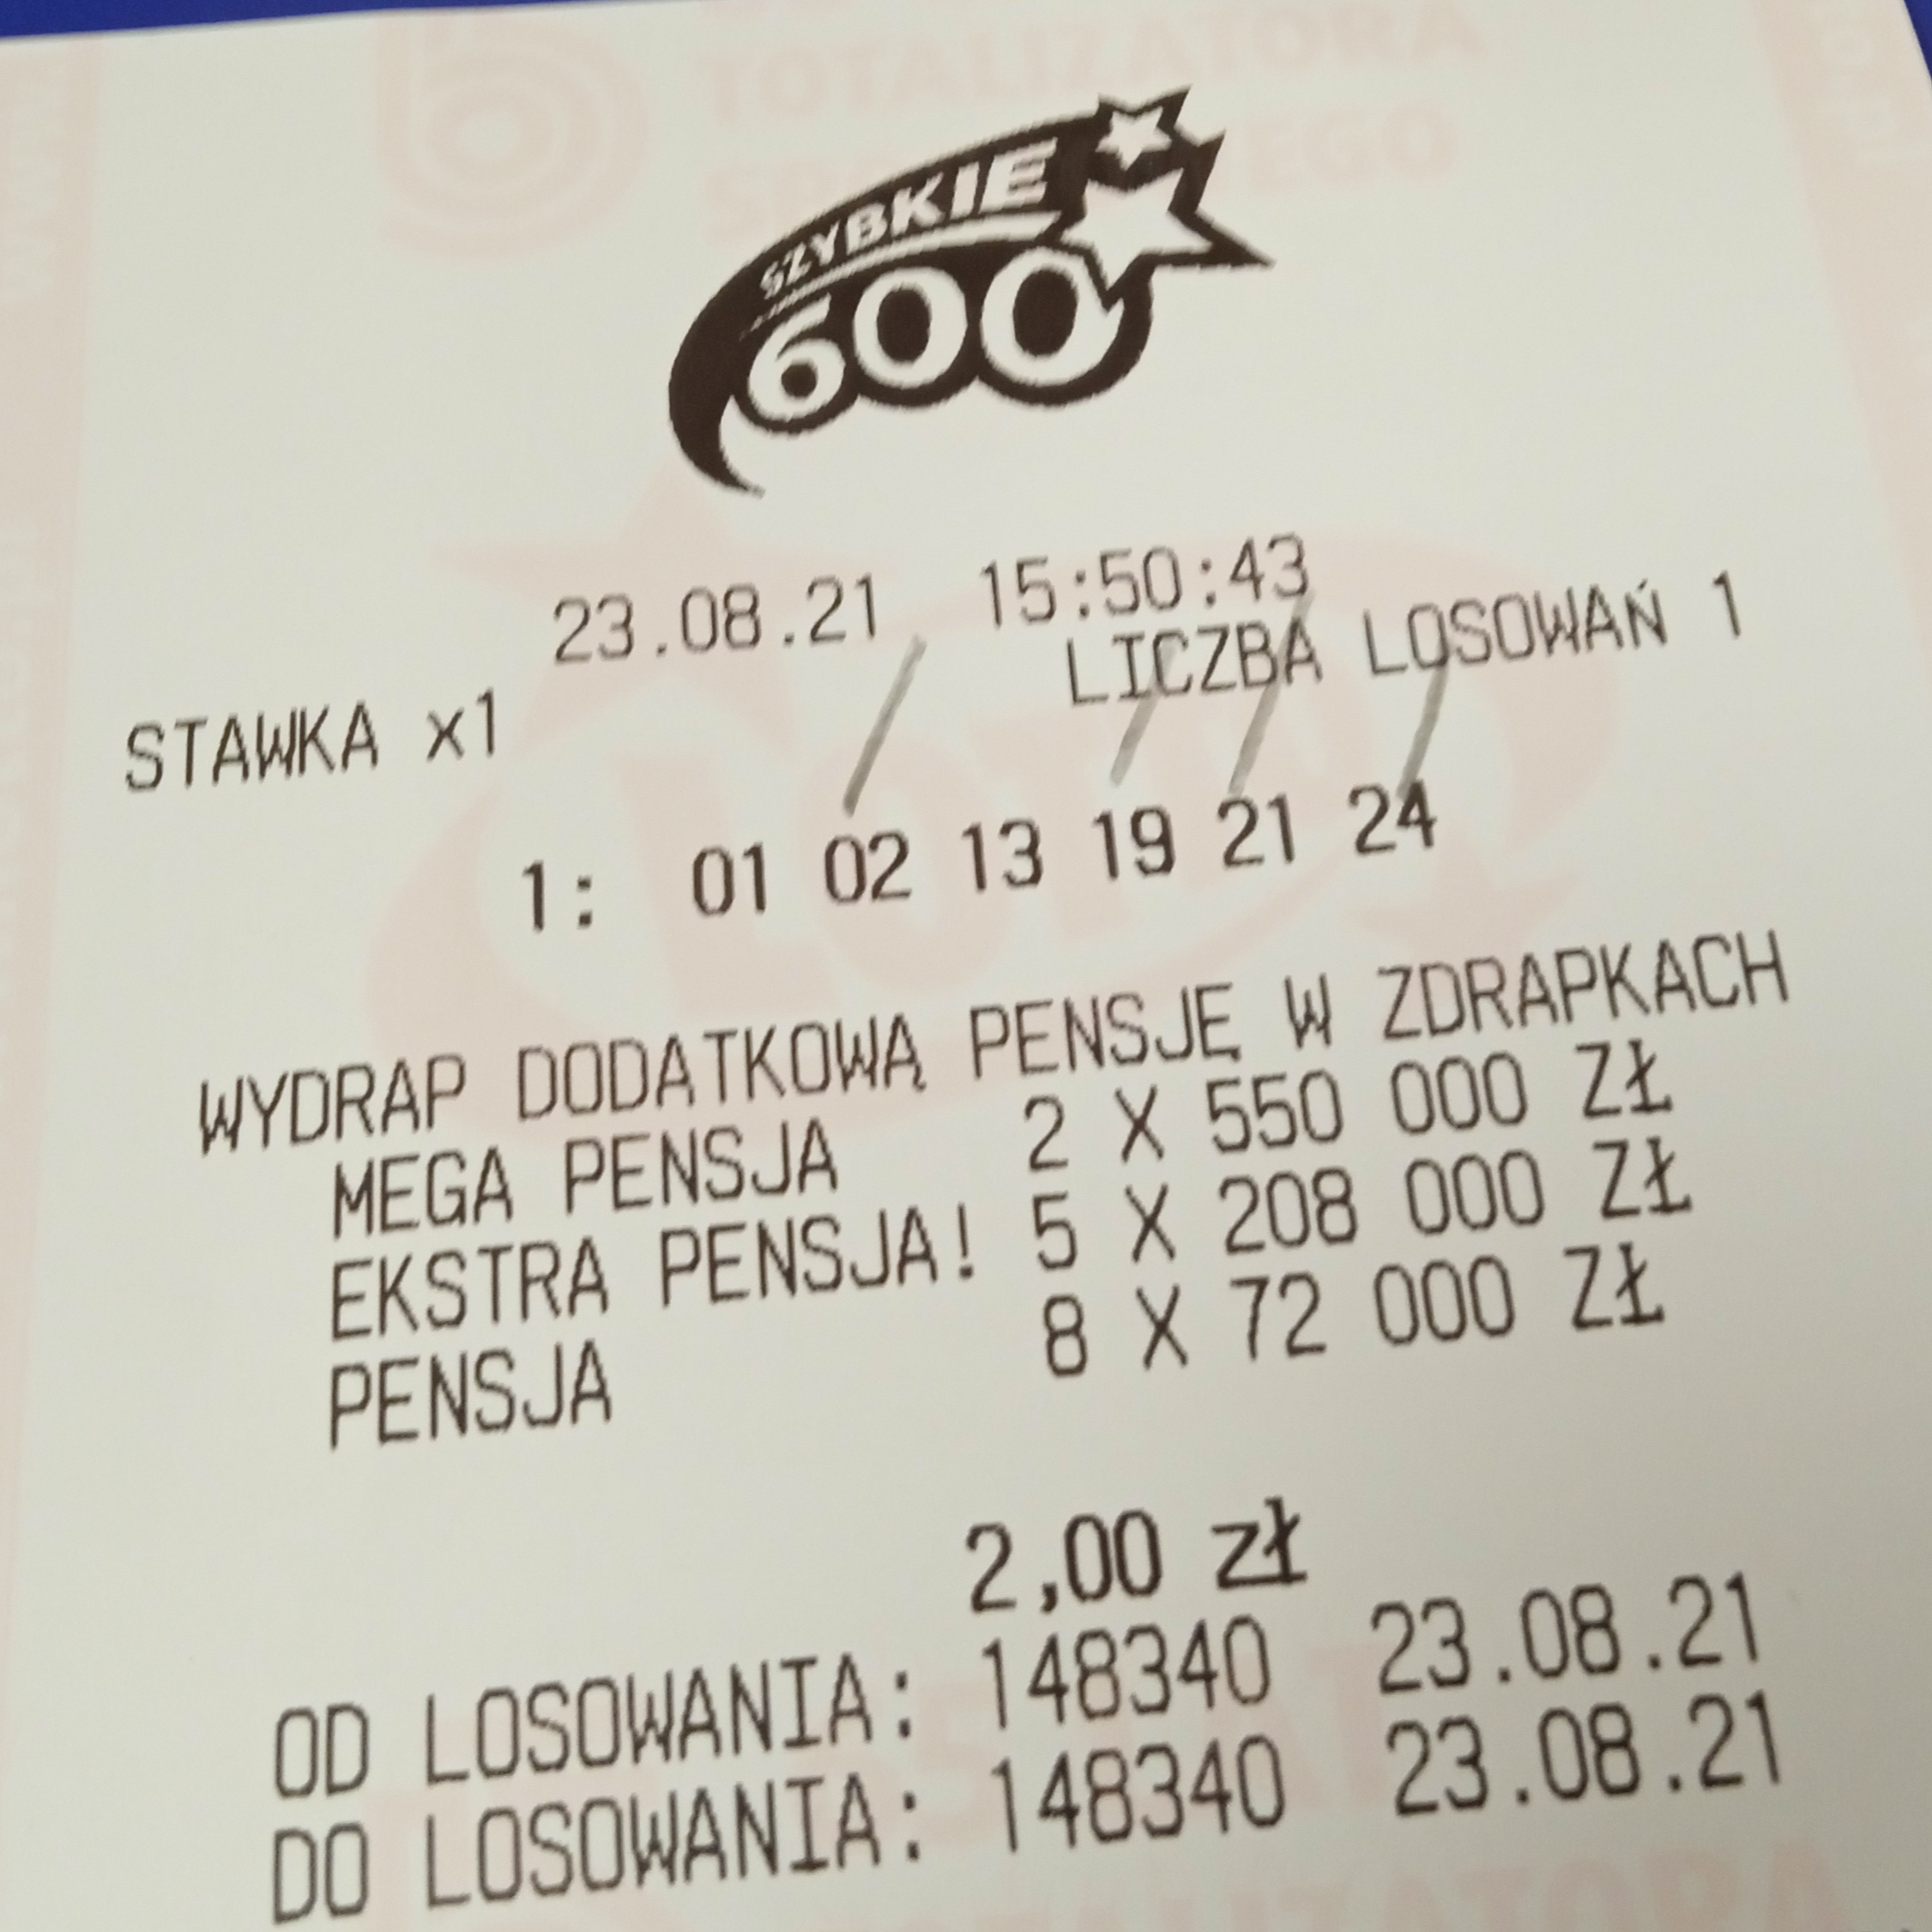 TOTALIZATORA
SZYBKIE
600
23.08.21 15:50:43
STAWKA x1 LICZBA LOSOWAŃ 1
1: 01 02 13 19 21 24
WYDRAP DODATKOWĄ PENSJĘ W ZDRAPKACH
MEGA PENSJA 2 X 550 000 ZŁ
EKSTRA PENSJA! 5 X 208 000 ZŁ
PENSJA 8 X 72 000 ZŁ
2,00 zł
OD LOSOWANIA: 148340 23.08.21
DO LOSOWANIA: 148340 23.08.21